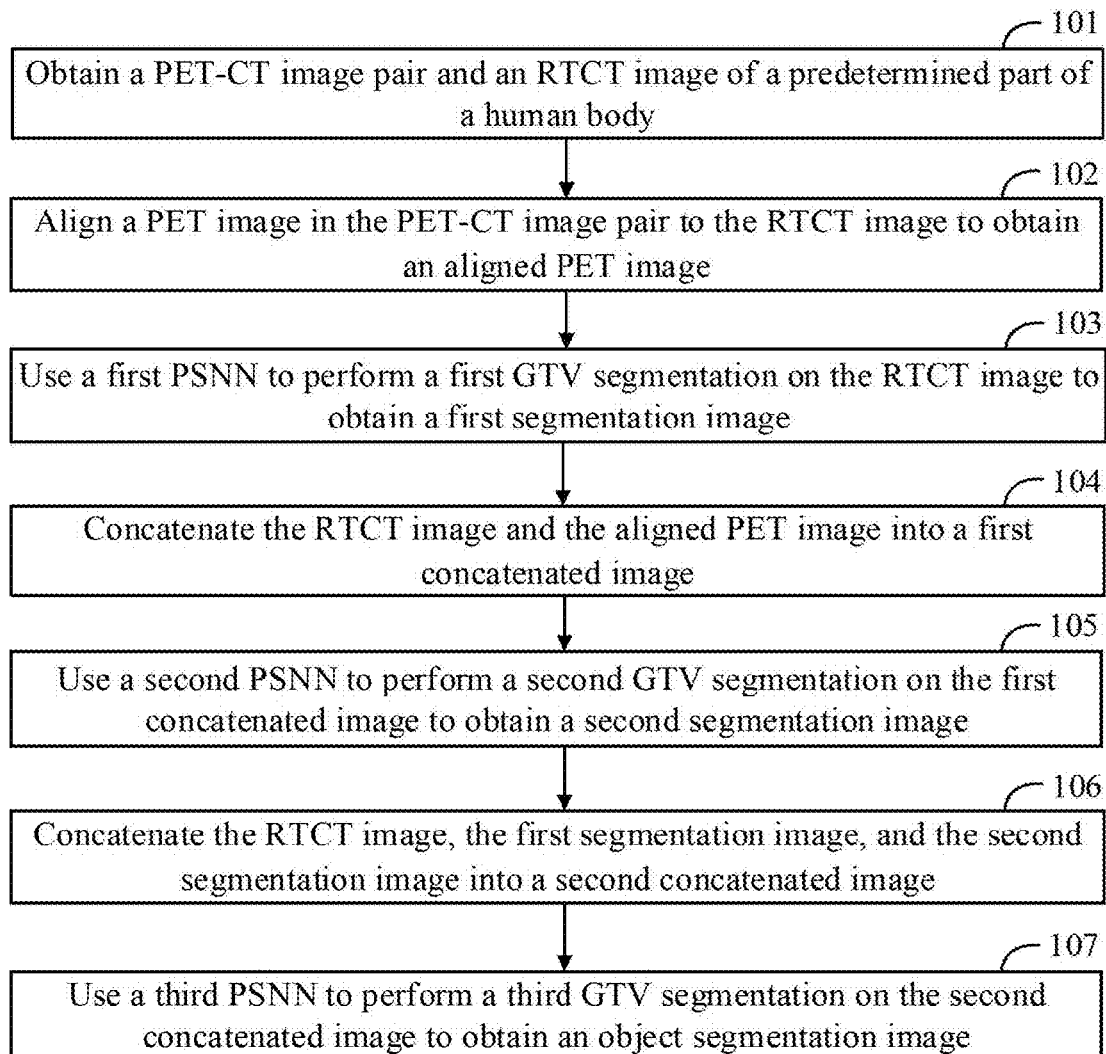 101
Obtain a PET-CT image pair and an RTCT image of a predetermined part of
a human body
102
Align a PET image in the PET-CT image pair to the RTCT image to obtain
an aligned PET image
103
Use a first PSNN to perform a first GTV segmentation on the RTCT image to
obtain a first segmentation image
104
Concatenate the RTCT image and the aligned PET image into a first
concatenated image
105
Use a second PSNN to perform a second GTV segmentation on the first
concatenated image to obtain a second segmentation image
106
Concatenate the RTCT image, the first segmentation image, and the second
segmentation image into a second concatenated image
107
Use a third PSNN to perform a third GTV segmentation on the second
concatenated image to obtain an object segmentation image